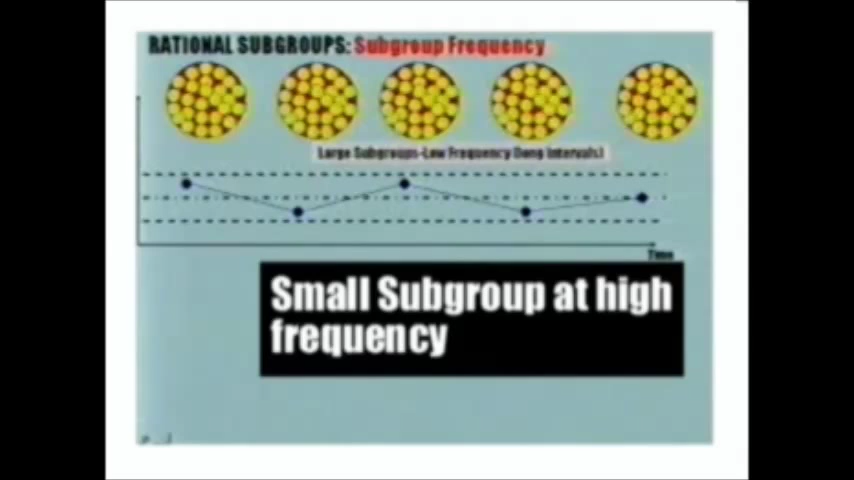 RATIONAL SUBGROUPS: Subgroup Frequency
Large Subgroups-Low Frequency (long Intervals)
Time
Small Subgroup at high
frequency